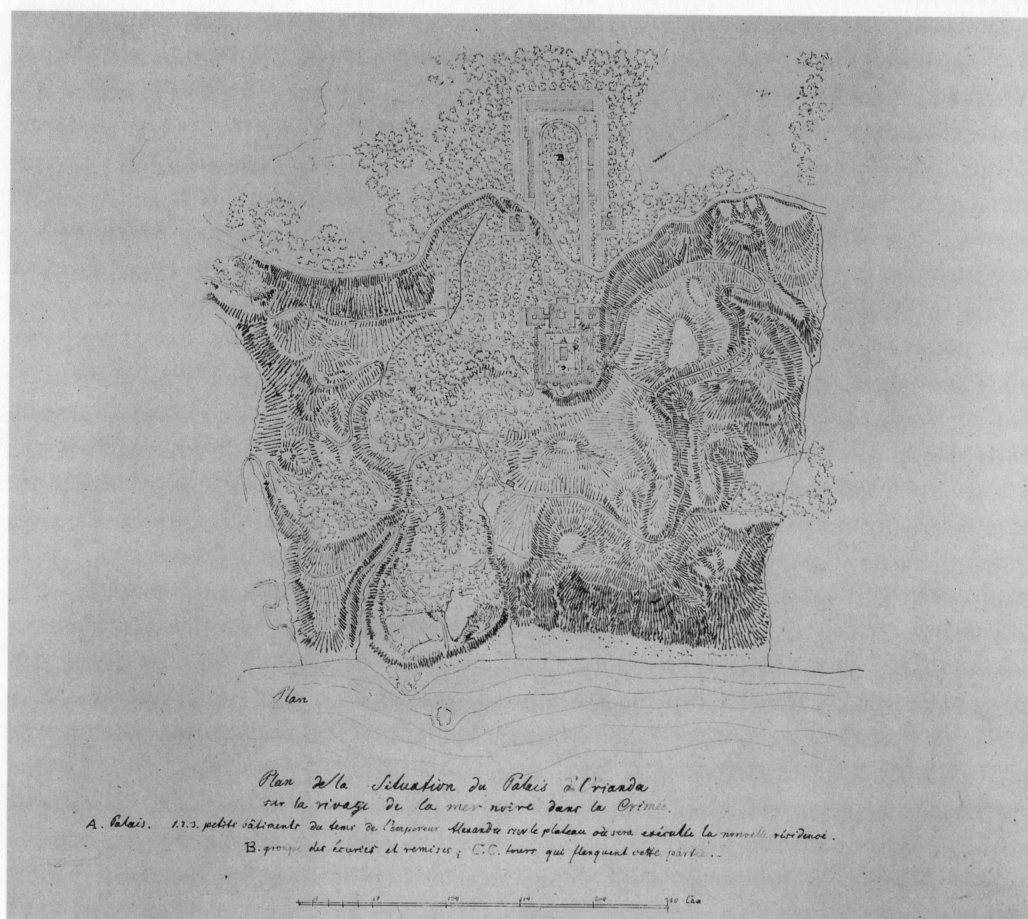 Plan
Plan de la Situation du Palais d'Orianda
sur la rivage de la mer noire dans la Crimée.
A. Palais. 1.2.3. petits bâtiments du tems de l'empereur Alexandre sur le plateau où sera exécutée la nouvelle résidence.
B. groupe des écuries et remises ; C.C. tours qui flanquent cette partie.